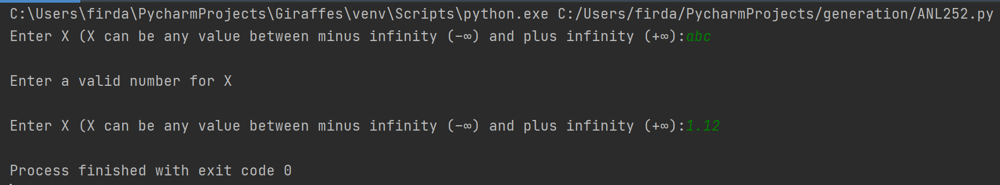 C:\Users\firda\PycharmProjects\Giraffes\venv\Scripts\python.exe C:/Users/firda/PycharmProjects/generation/ANL252.py
Enter X (X can be any value between minus infinity (-∞) and plus infinity (+∞):abc
Enter a valid number for X
Enter X (X can be any value between minus infinity (-∞) and plus infinity (+∞):1.12
Process finished with exit code 0